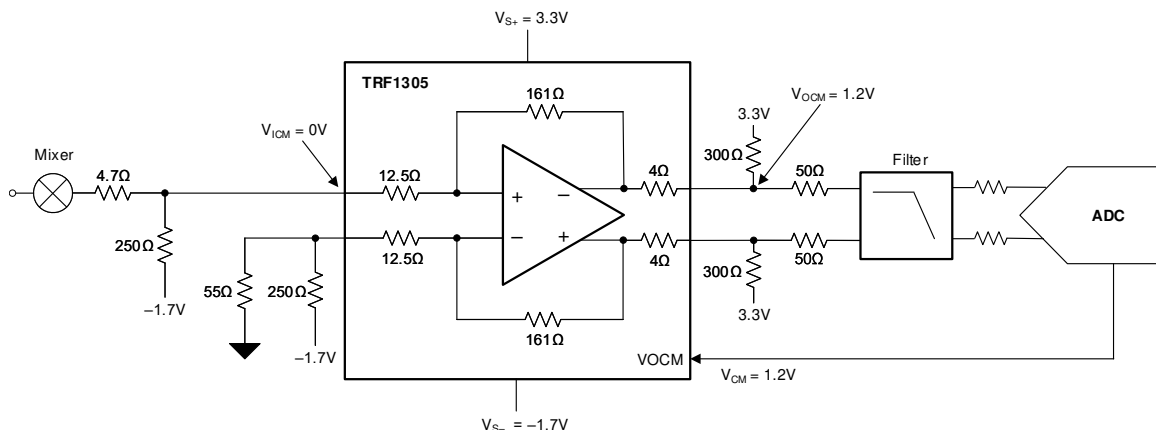 V_S+ = 3.3V
TRF1305
161Ω
V_OCM = 1.2V
V_ICM = 0V
3.3V
Mixer
4.7Ω
12.5Ω
4Ω
300Ω
50Ω
Filter
+
−
ADC
250Ω
−1.7V
−
+
12.5Ω
4Ω
50Ω
55Ω
250Ω
−1.7V
300Ω
3.3V
161Ω
VOCM
V_CM = 1.2V
V_S− = −1.7V